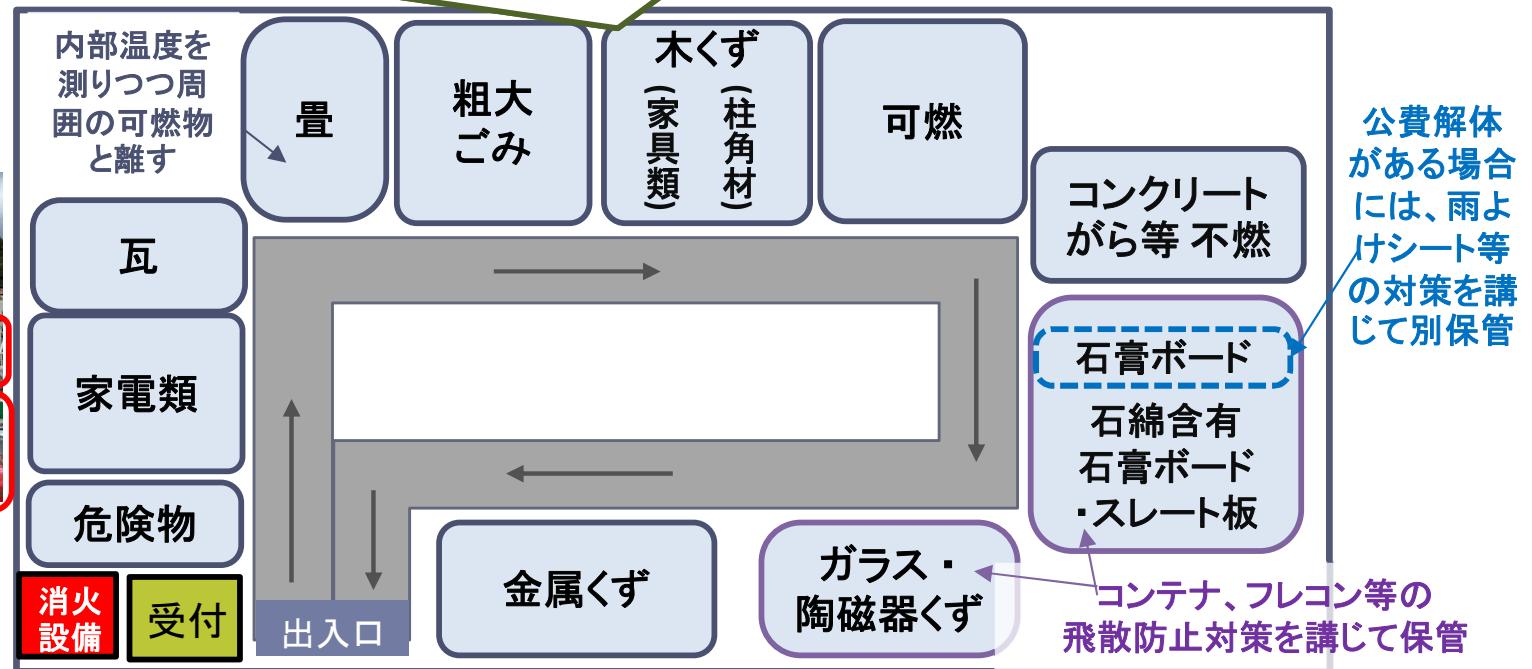 内部温度を
測りつつ周
囲の可燃物
と離す
畳
粗大
ごみ
木くず
(家具類)
(柱角材)
可燃
コンクリート
がら等 不燃
公費解体
がある場合
には、雨よ
けシート等
の対策を講
じて別保管
瓦
家電類
危険物
石膏ボード
石綿含有
石膏ボード
・スレート板
消火
設備
受付
出入口
金属くず
ガラス・
陶磁器くず
コンテナ、フレコン等の
飛散防止対策を講じて保管